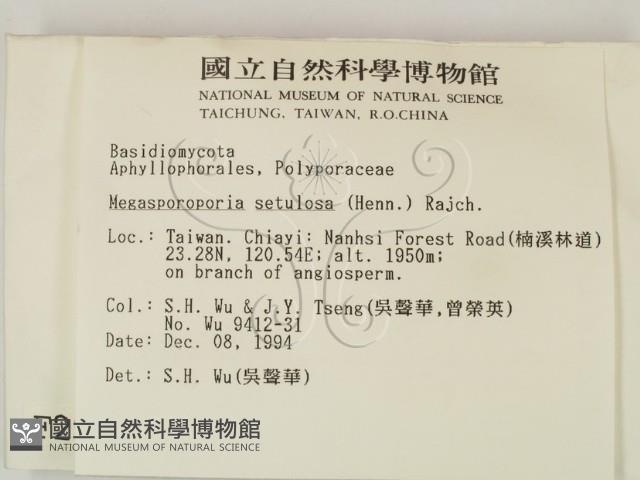 國立自然科學博物館
NATIONAL MUSEUM OF NATURAL SCIENCE
TAICHUNG, TAIWAN, R.O.CHINA
Basidiomycota
Aphyllophorales, Polyporaceae
Megasporoporia setulosa (Henn.) Rajch.
Loc.: Taiwan. Chiayi: Nanhsi Forest Road(楠溪林道)
23.28N, 120.54E; alt. 1950m;
on branch of angiosperm.
Col.: S.H. Wu & J.Y. Tseng(吳聲華,曾榮英)
No. Wu 9412-31
Date: Dec. 08, 1994
Det.: S.H. Wu(吳聲華)
國立自然科學博物館
NATIONAL MUSEUM OF NATURAL SCIENCE